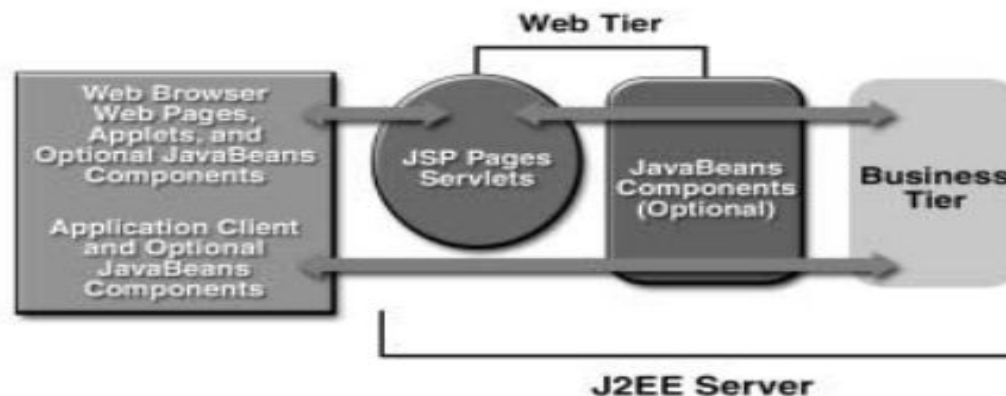 Web Tier
Web Browser
Web Pages,
Applets, and
Optional JavaBeans
Components
Application Client
and Optional
JavaBeans
Components
JSP Pages
Servlets
JavaBeans
Components
(Optional)
Business
Tier
J2EE Server